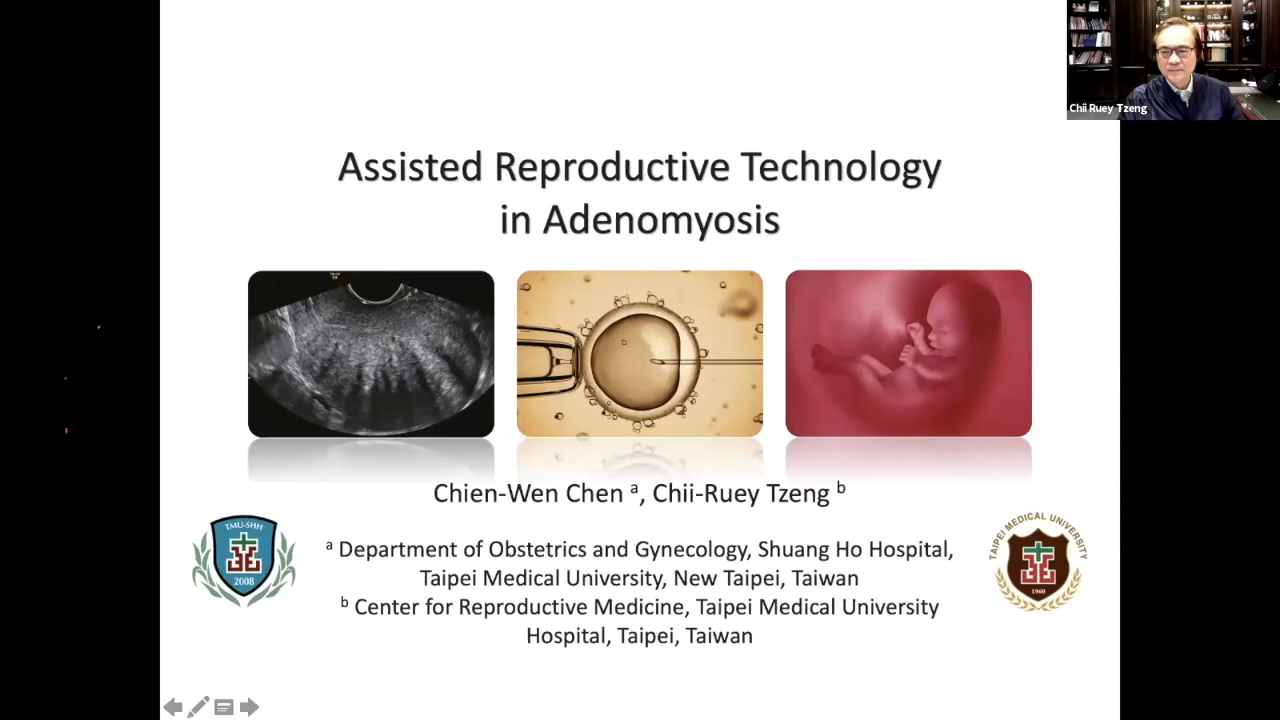 Chii Ruey Tzeng
Assisted Reproductive Technology
in Adenomyosis
Chien-Wen Chen ᵃ, Chii-Ruey Tzeng ᵇ
ᵃ Department of Obstetrics and Gynecology, Shuang Ho Hospital,
Taipei Medical University, New Taipei, Taiwan
ᵇ Center for Reproductive Medicine, Taipei Medical University
Hospital, Taipei, Taiwan
TMU-SHH
2008
TAIPEI MEDICAL UNIVERSITY
1960